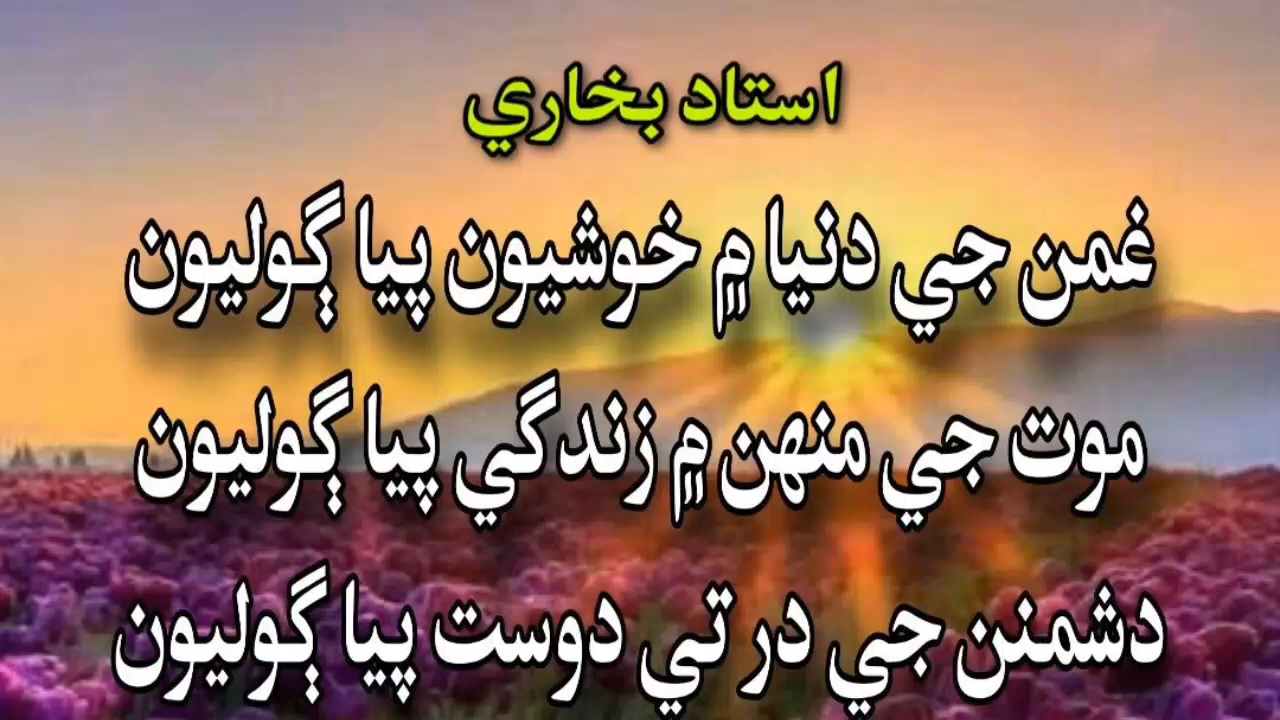 استاد بخاري
غمن جي دنيا ۾ خوشيون پيا ڳوليون
موت جي منهن ۾ زندگي پيا ڳوليون
دشمنن جي در تي دوست پيا ڳوليون